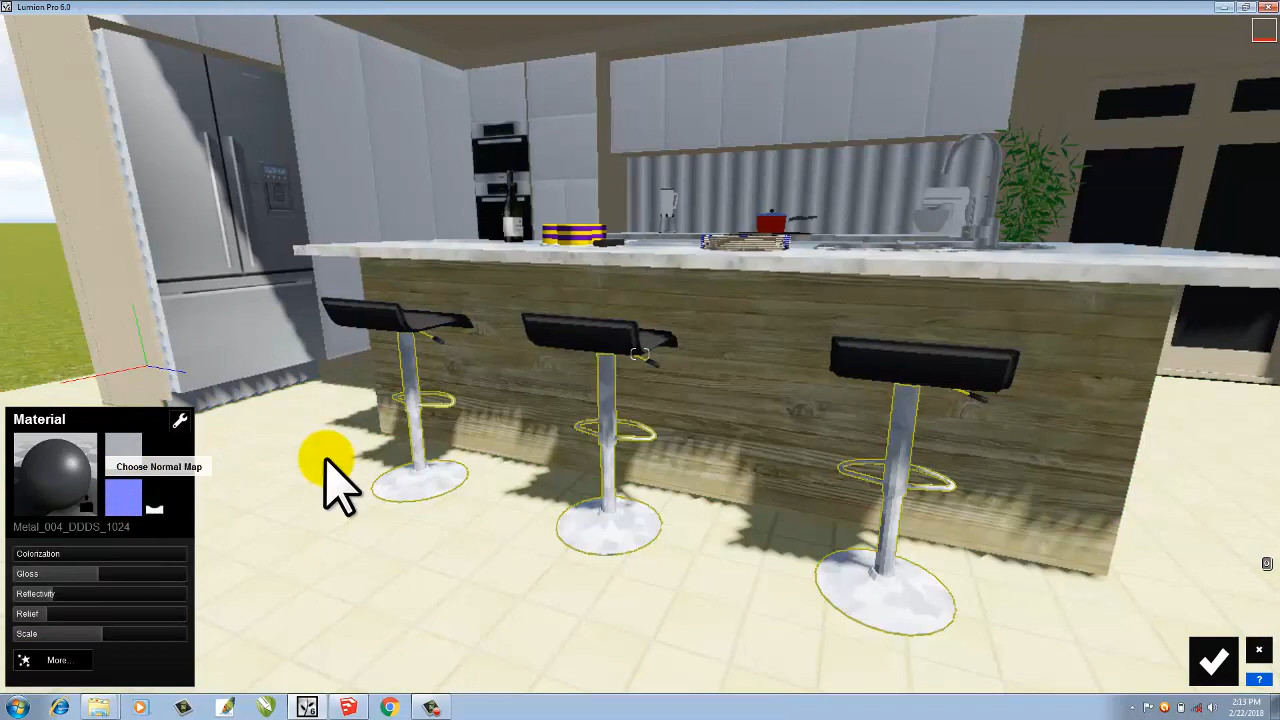 Lumion Pro 6.0
Material
Choose Normal Map
Metal_004_DDDS_1024
Colorization
Gloss
Reflectivity
Relief
Scale
More...
?
6
2:13 PM
2/22/2018